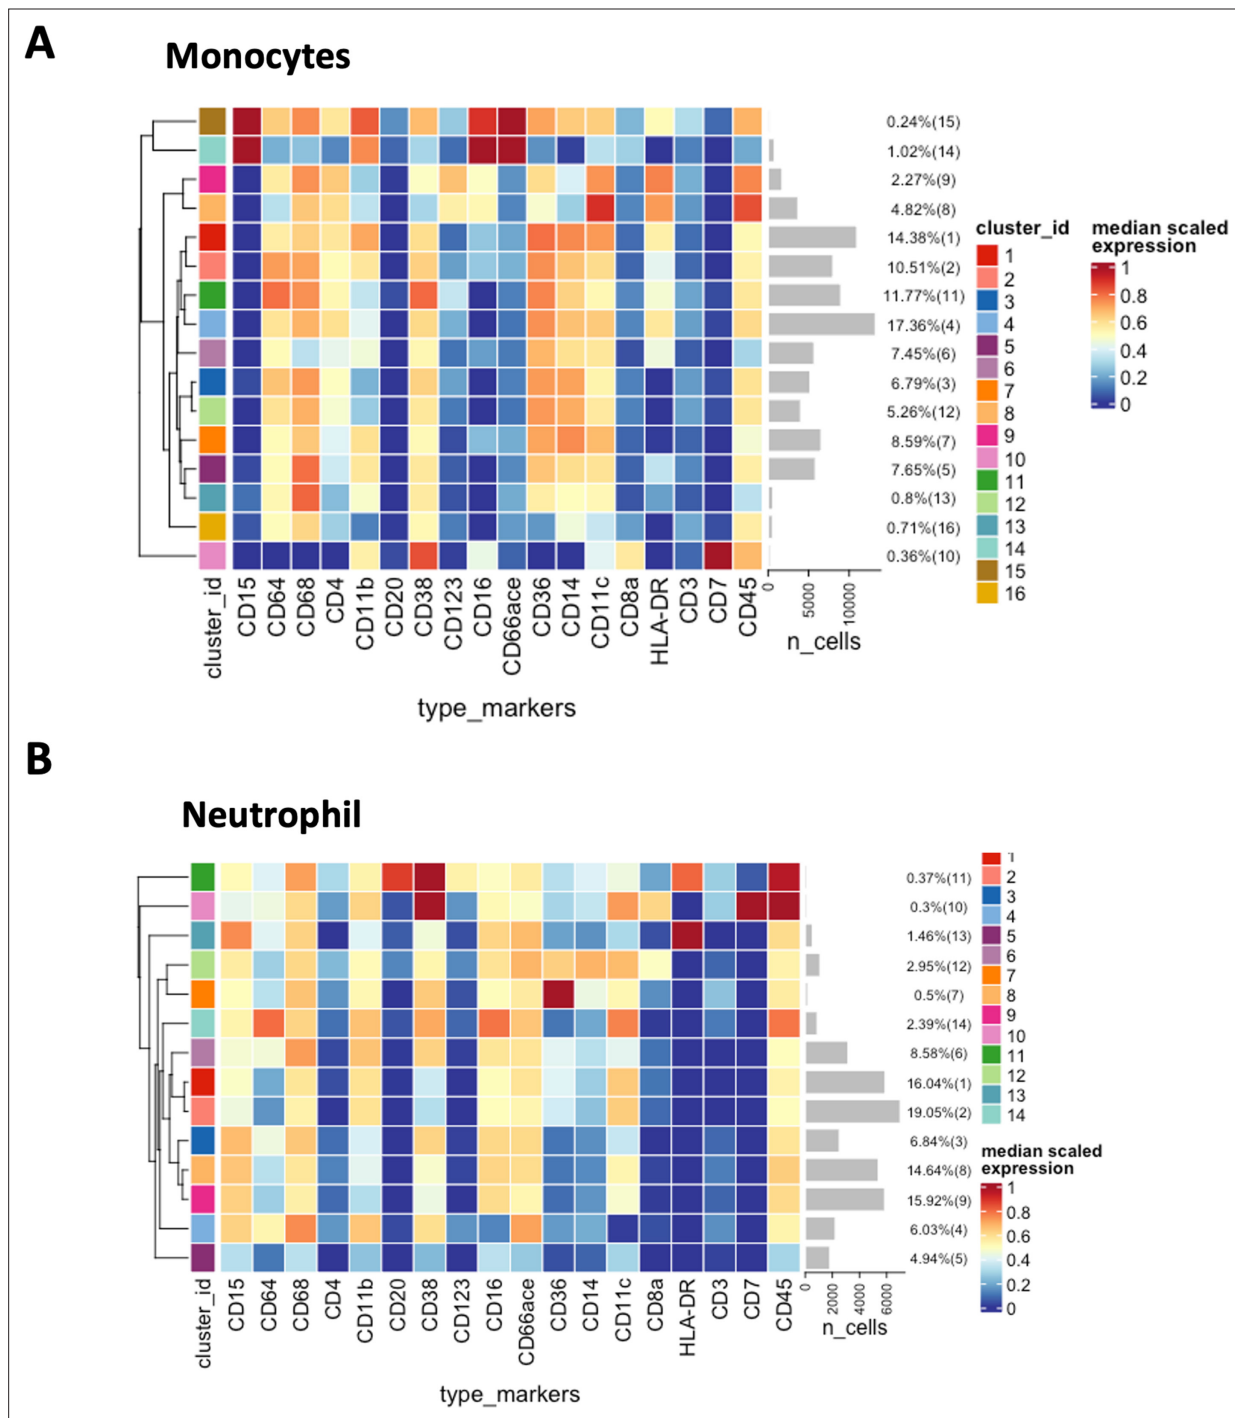 A
Monocytes
0.24%(15)
1.02%(14)
2.27%(9)
4.82%(8)
14.38%(1)
10.51%(2)
11.77%(11)
17.36%(4)
7.45%(6)
6.79%(3)
5.26%(12)
8.59%(7)
7.65%(5)
0.8%(13)
0.71%(16)
0.36%(10)
cluster_id
CD15
CD64
CD68
CD4
CD11b
CD20
CD38
CD123
CD16
CD66ace
CD36
CD14
CD11c
CD8a
HLA-DR
CD3
CD7
CD45
0
5000
10000
n_cells
type_markers
cluster_id
1
2
3
4
5
6
7
8
9
10
11
12
13
14
15
16
median scaled
expression
1
0.8
0.6
0.4
0.2
0
B
Neutrophil
0.37%(11)
0.3%(10)
1.46%(13)
2.95%(12)
0.5%(7)
2.39%(14)
8.58%(6)
16.04%(1)
19.05%(2)
6.84%(3)
14.64%(8)
15.92%(9)
6.03%(4)
4.94%(5)
cluster_id
CD15
CD64
CD68
CD4
CD11b
CD20
CD38
CD123
CD16
CD66ace
CD36
CD14
CD11c
CD8a
HLA-DR
CD3
CD7
CD45
0
2000
4000
6000
n_cells
type_markers
1
2
3
4
5
6
7
8
9
10
11
12
13
14
median scaled
expression
1
0.8
0.6
0.4
0.2
0